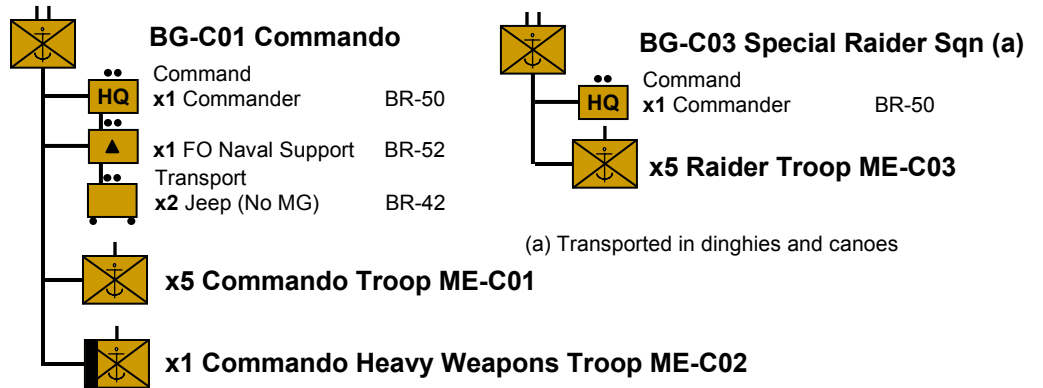 BG-C01 Commando
Command
HQ x1 Commander BR-50
x1 FO Naval Support BR-52
Transport
x2 Jeep (No MG) BR-42
x5 Commando Troop ME-C01
x1 Commando Heavy Weapons Troop ME-C02
BG-C03 Special Raider Sqn (a)
Command
HQ x1 Commander BR-50
x5 Raider Troop ME-C03
(a) Transported in dinghies and canoes